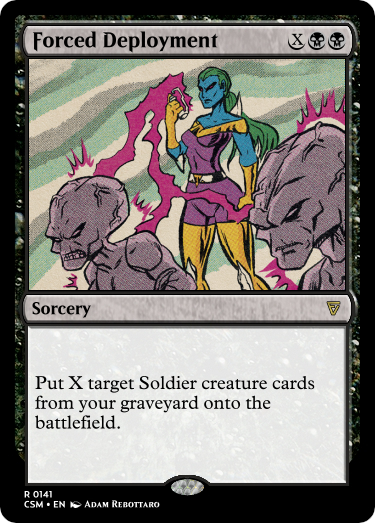 Forced Deployment X
Sorcery
Put X target Soldier creature cards
from your graveyard onto the
battlefield.
R 0141
CSM • EN Adam Rebottaro